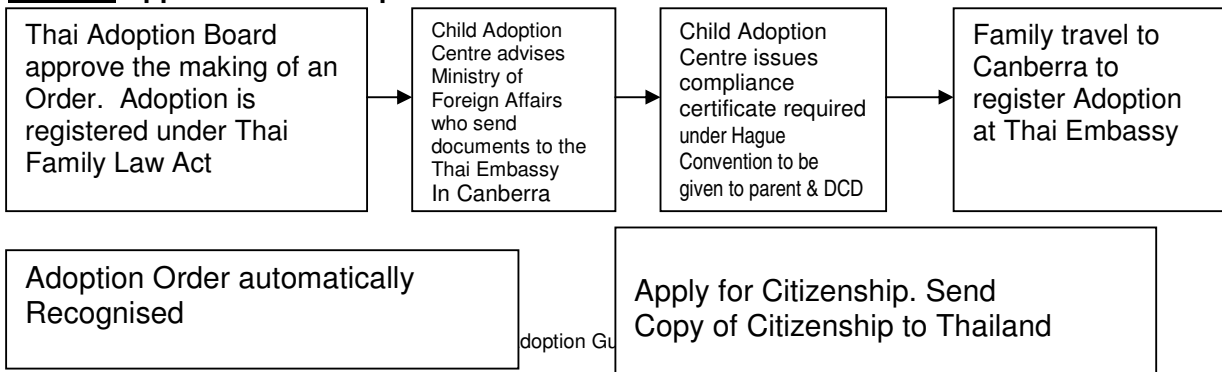 Thai Adoption Board
approve the making of an
Order. Adoption is
registered under Thai
Family Law Act
Child Adoption
Centre advises
Ministry of
Foreign Affairs
who send
documents to the
Thai Embassy
In Canberra
Child Adoption
Centre issues
compliance
certificate required
under Hague
Convention to be
given to parent & DCD
Family travel to
Canberra to
register Adoption
at Thai Embassy
Adoption Order automatically
Recognised
Apply for Citizenship. Send
Copy of Citizenship to Thailand
doption Gu